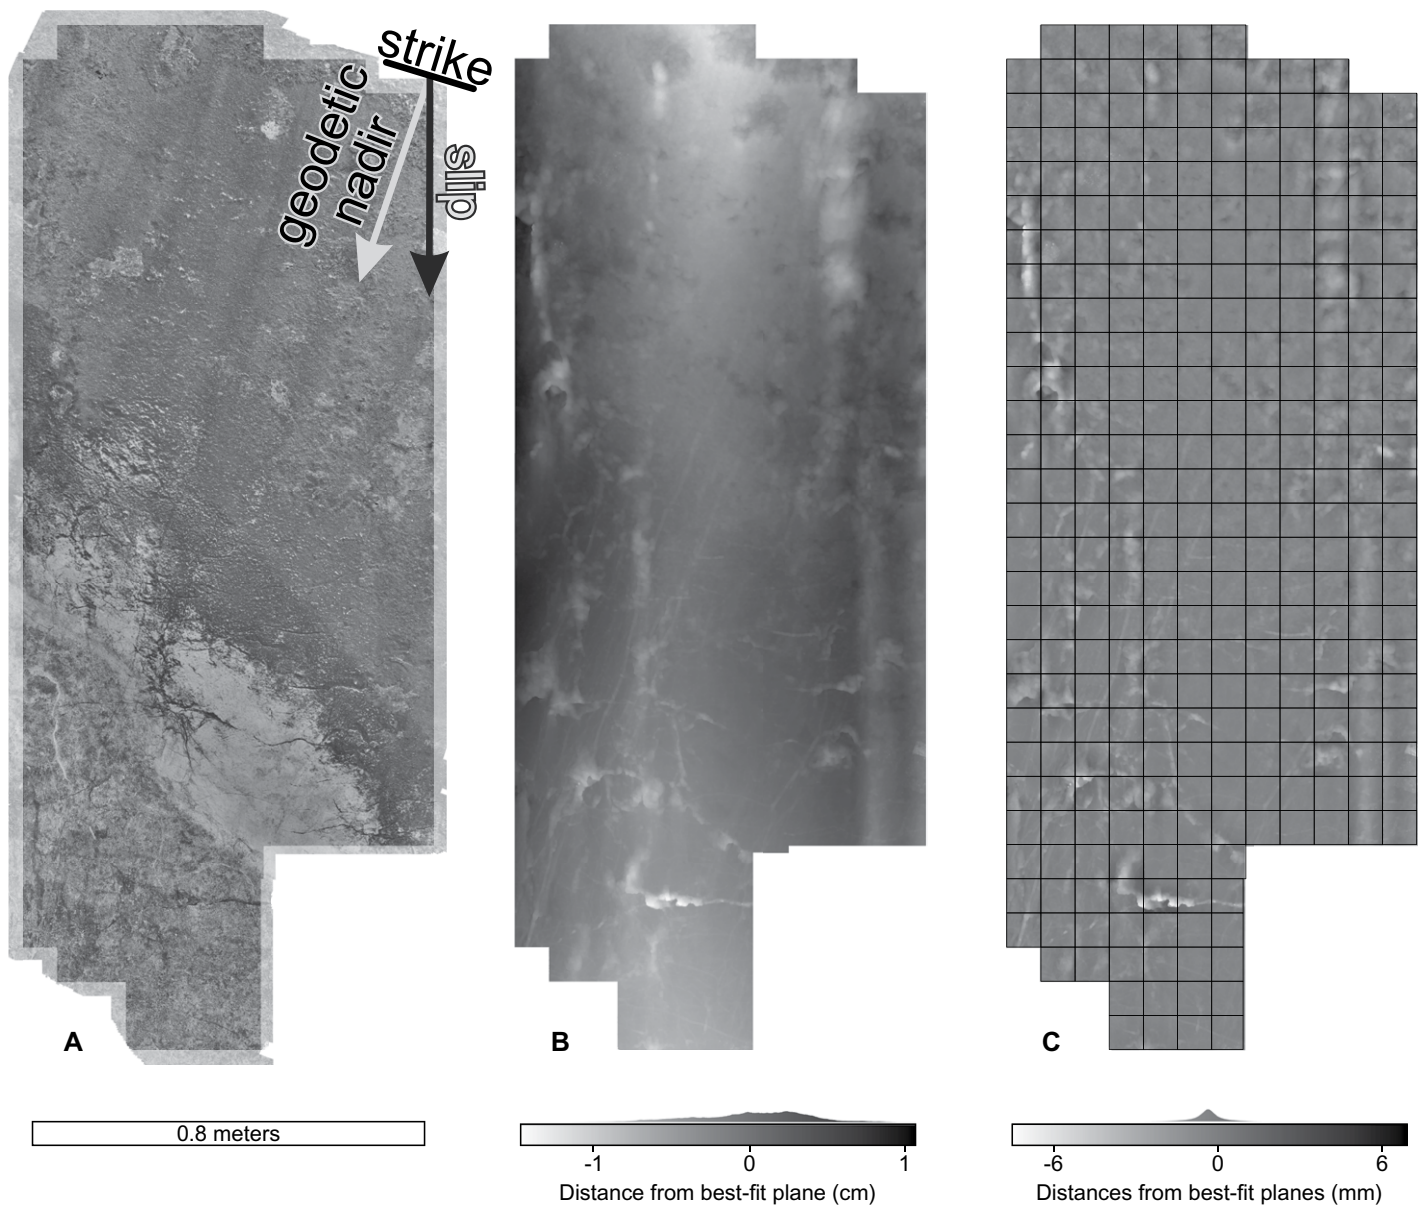 strike
geodetic
nadir
slip
A
B
C
0.8 meters
-1
0
1
Distance from best-fit plane (cm)
-6
0
6
Distances from best-fit planes (mm)